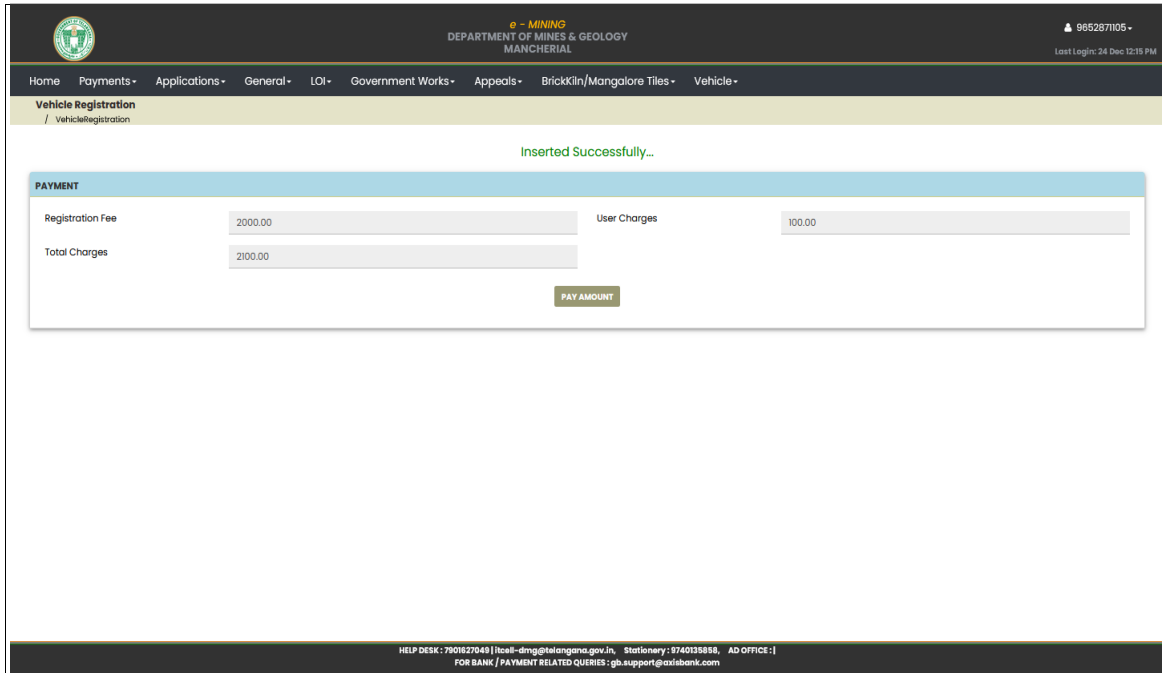 e - MINING
DEPARTMENT OF MINES & GEOLOGY
MANCHERIAL
9652871105
Last Login: 24 Dec 12:15 PM
Home Payments Applications General LOI Government Works Appeals BrickKiln/Mangalore Tiles Vehicle
Vehicle Registration
/ VehicleRegistration
Inserted Successfully...
PAYMENT
Registration Fee 2000.00 User Charges 100.00
Total Charges 2100.00
PAY AMOUNT
HELP DESK : 7901627049 | itcell-dmg@telangana.gov.in, Stationery : 9740135858, AD OFFICE : |
FOR BANK / PAYMENT RELATED QUERIES : gb.support@axisbank.com